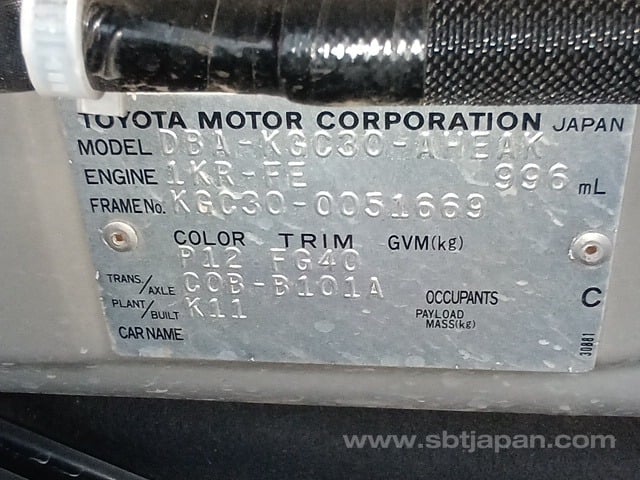 TOYOTA MOTOR CORPORATION JAPAN
MODEL DBA-KGC30-AHEAK
ENGINE 1KR-FE 996 mL
FRAME No. KGC30-0051669
COLOR TRIM GVM(kg)
P12 FG40
TRANS/AXLE C0B-B101A OCCUPANTS C
PLANT/BUILT K11 PAYLOAD MASS(kg)
CAR NAME
30881
www.sbtjapan.com